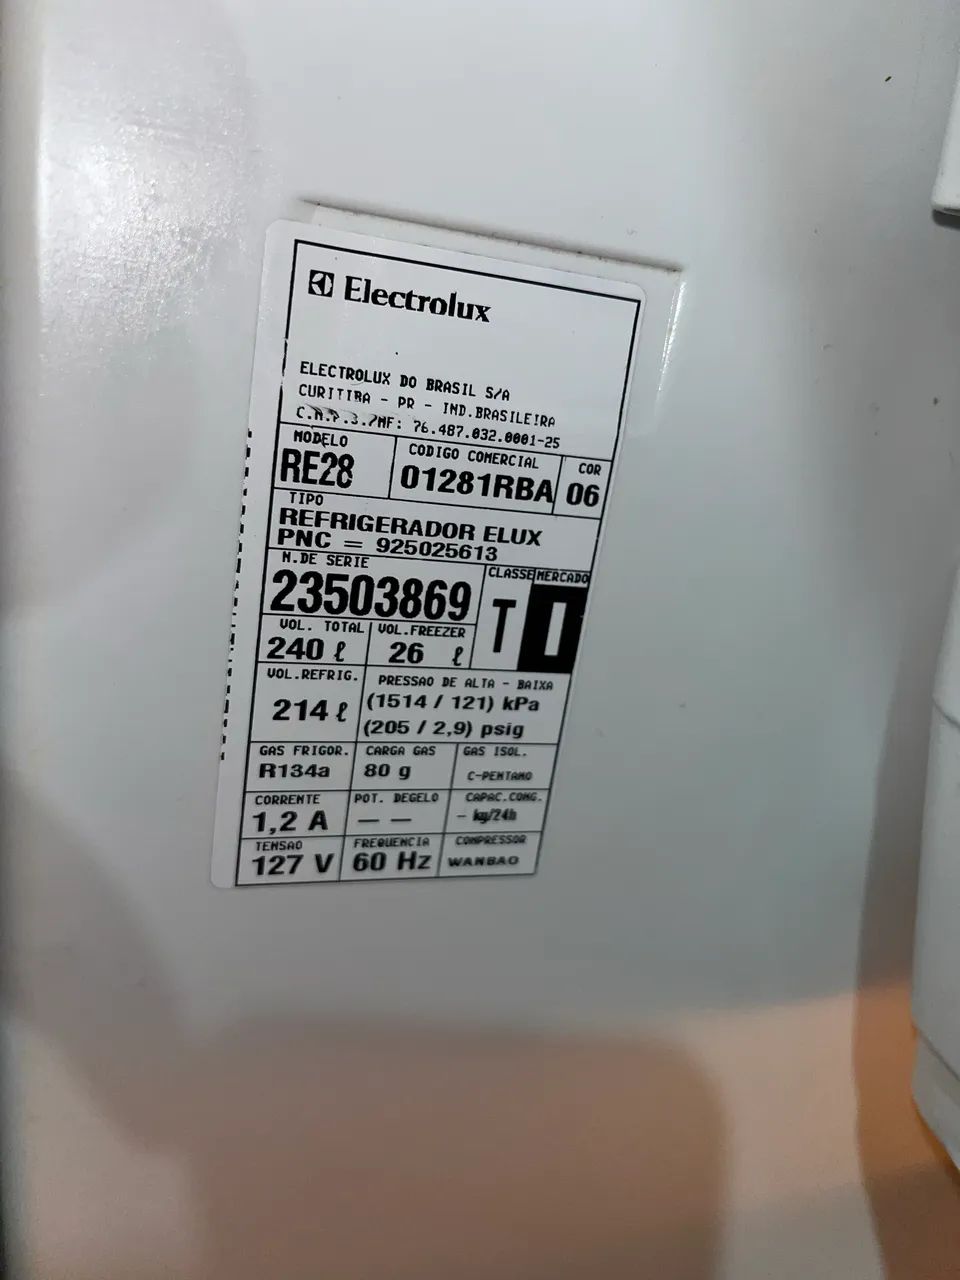 Electrolux
ELECTROLUX DO BRASIL S/A
CURITIBA - PR - IND.BRASILEIRA
76.487.032.0001-25
MODELO
RE28
CODIGO COMERCIAL
01281RBA
COR
06
TIPO
REFRIGERADOR ELUX
PNC = 925025613
N.DE SERIE
23503869
CLASSE
T
MERCADO
I
VOL. TOTAL
240 ℓ
VOL.FREEZER
26 ℓ
VOL.REFRIG.
214 ℓ
PRESSAO DE ALTA - BAIXA
(1514 / 121) kPa
(205 / 2,9) psig
GAS FRIGOR.
R134a
CARGA GAS
80 g
GAS ISOL.
C-PENTANO
CORRENTE
1,2 A
POT. DEGELO
— —
CAPAC.CONG.
- kg/24h
TENSAO
127 V
FREQUENCIA
60 Hz
COMPRESSOR
WANBAO